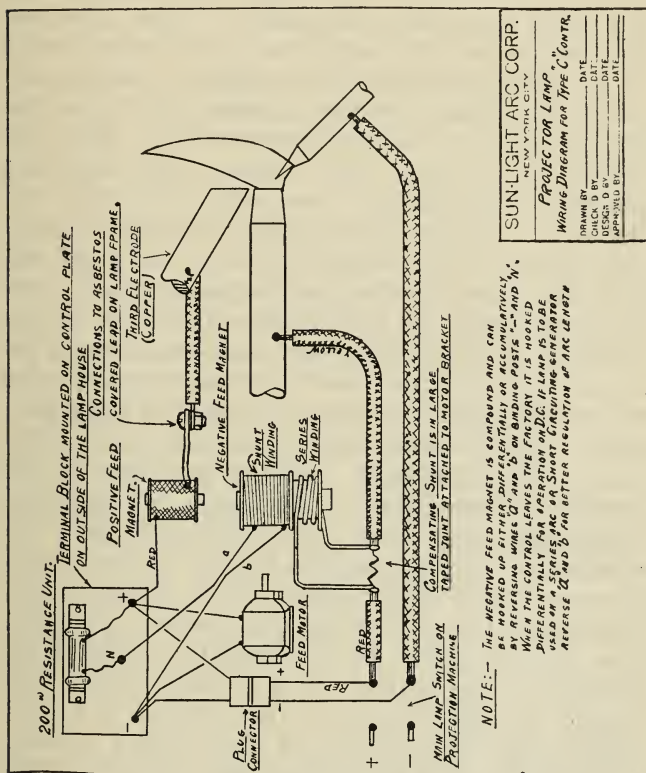 200ʷ RESISTANCE UNIT.
TERMINAL BLOCK MOUNTED ON CONTROL PLATE
ON OUTSIDE OF THE LAMP HOUSE
CONNECTIONS TO ASBESTOS
COVERED LEAD ON LAMP FRAME.
THIRD ELECTRODE
(COPPER)
POSITIVE FEED
MAGNET.
NEGATIVE FEED MAGNET
SHUNT
WINDING
SERIES
WINDING
RED
+
N
-
a
b
+
-
FEED MOTOR
PLUG
CONNECTOR
RED
RED
YELLOW
COMPENSATING SHUNT IS IN LARGE
TAPED JOINT ATTACHED TO MOTOR BRACKET
+
-
MAIN LAMP SWITCH ON
PROJECTION MACHINE
NOTE:- THE NEGATIVE FEED MAGNET IS COMPOUND AND CAN
BE HOOKED UP EITHER DIFFERENTIALLY OR ACCUMULATIVELY
BY REVERSING WIRES "a" AND "b" ON BINDING POSTS "-" AND "N".
WHEN THE CONTROL LEAVES THE FACTORY IT IS HOOKED
DIFFERENTIALLY FOR OPERATION ON D.C. IF LAMP IS TO BE
USED ON A SERIES ARC OR SHORT CIRCUITING GENERATOR
REVERSE "a" AND "b" FOR BETTER REGULATION OF ARC LENGTH
SUN-LIGHT ARC CORP.
NEW YORK CITY
PROJECTOR LAMP
WIRING DIAGRAM FOR TYPE "C" CONTR.
DRAWN BY DATE
CHECK'D BY DATE
DESIGN'D BY DATE
APPROVED BY DATE